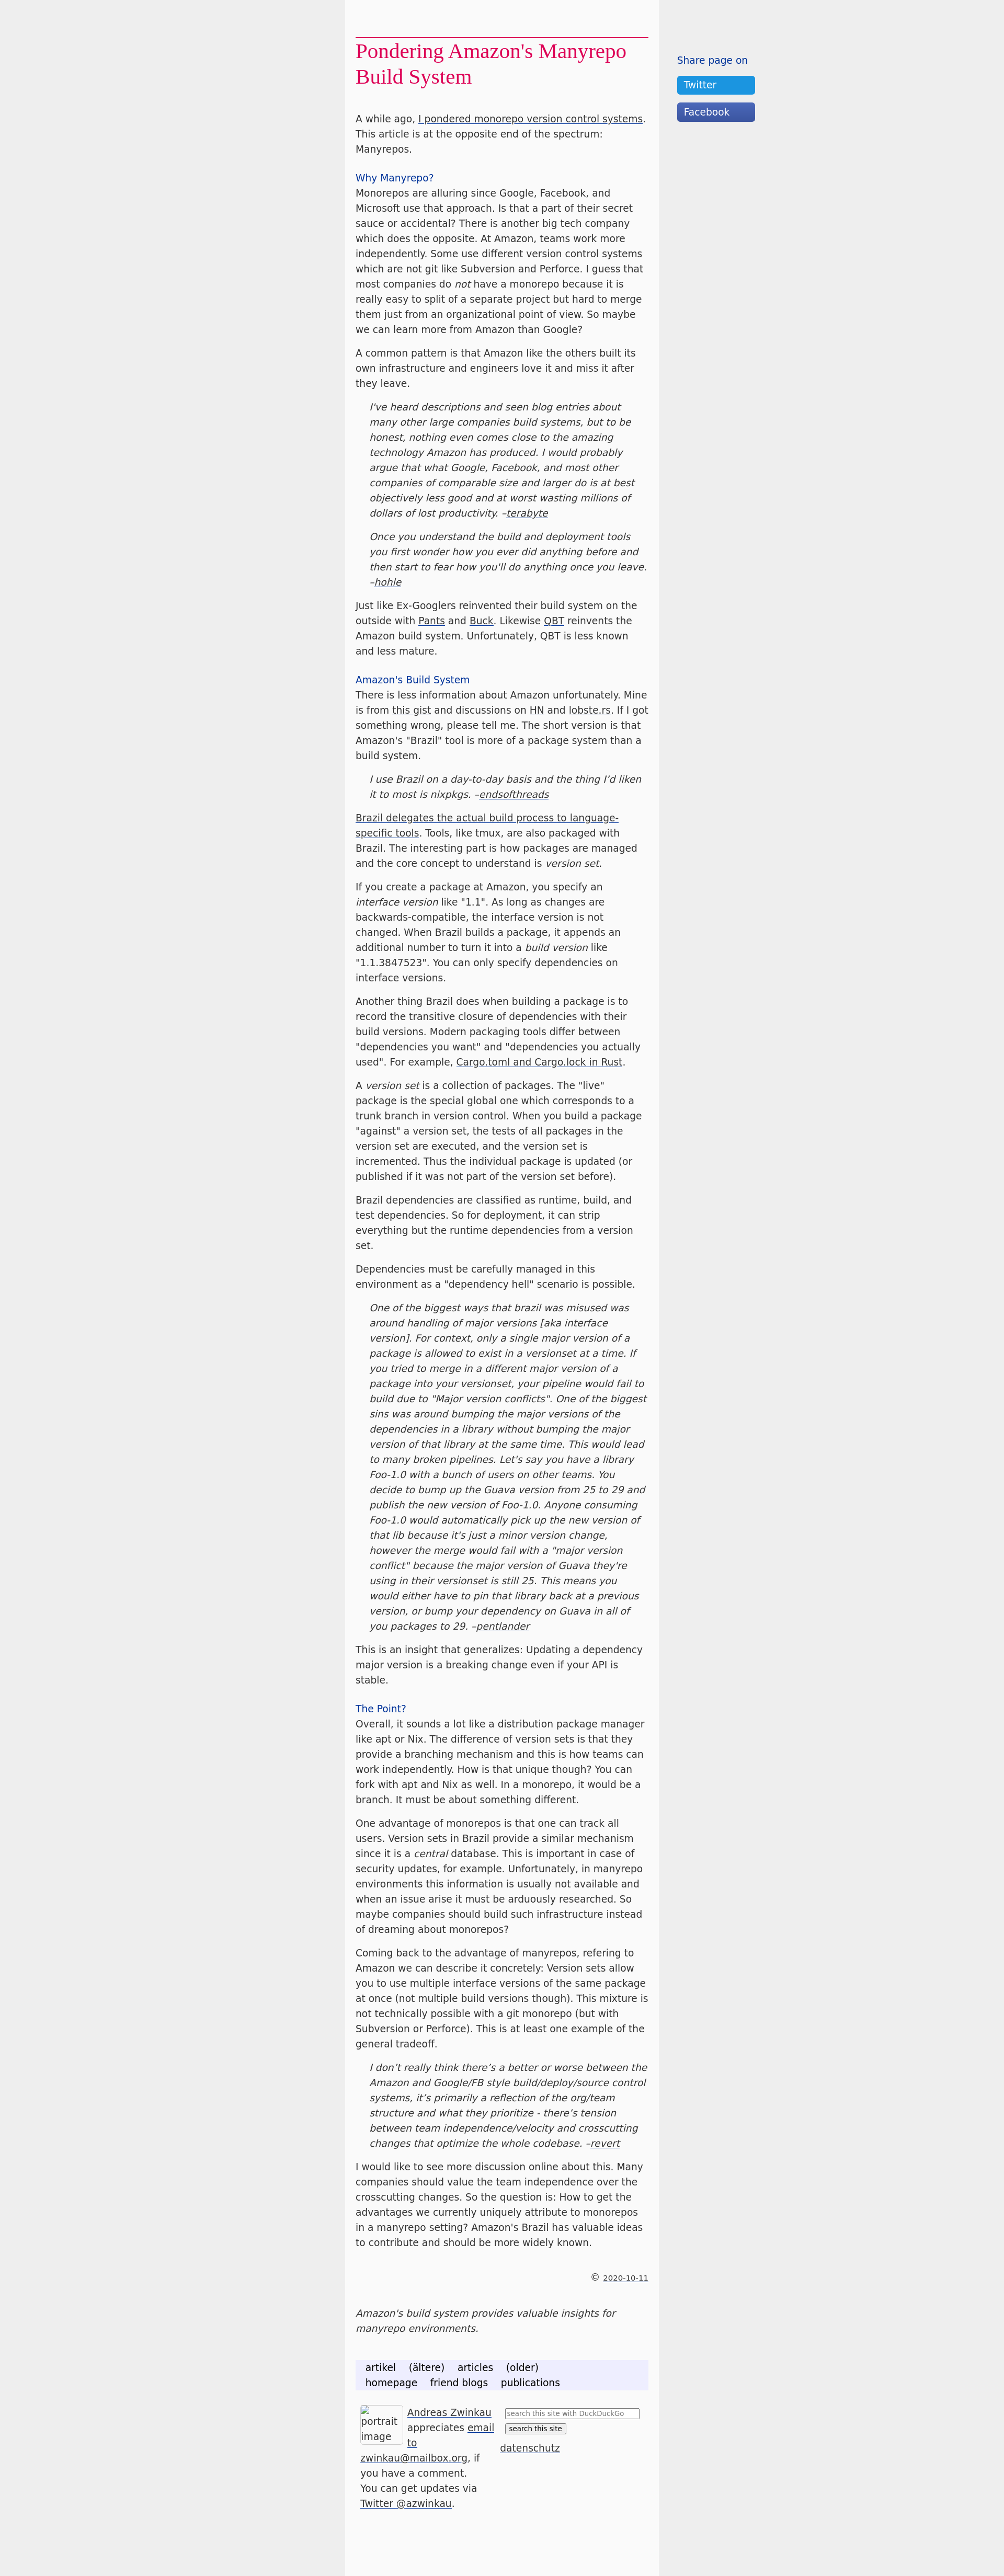 Pondering Amazon's Manyrepo
Build System
Share page on
Twitter
Facebook
A while ago, I pondered monorepo version control systems.
This article is at the opposite end of the spectrum:
Manyrepos.
Why Manyrepo?
Monorepos are alluring since Google, Facebook, and
Microsoft use that approach. Is that a part of their secret
sauce or accidental? There is another big tech company
which does the opposite. At Amazon, teams work more
independently. Some use different version control systems
which are not git like Subversion and Perforce. I guess that
most companies do not have a monorepo because it is
really easy to split of a separate project but hard to merge
them just from an organizational point of view. So maybe
we can learn more from Amazon than Google?
A common pattern is that Amazon like the others built its
own infrastructure and engineers love it and miss it after
they leave.
I've heard descriptions and seen blog entries about
many other large companies build systems, but to be
honest, nothing even comes close to the amazing
technology Amazon has produced. I would probably
argue that what Google, Facebook, and most other
companies of comparable size and larger do is at best
objectively less good and at worst wasting millions of
dollars of lost productivity. –terabyte
Once you understand the build and deployment tools
you first wonder how you ever did anything before and
then start to fear how you'll do anything once you leave.
–hohle
Just like Ex-Googlers reinvented their build system on the
outside with Pants and Buck. Likewise QBT reinvents the
Amazon build system. Unfortunately, QBT is less known
and less mature.
Amazon's Build System
There is less information about Amazon unfortunately. Mine
is from this gist and discussions on HN and lobste.rs. If I got
something wrong, please tell me. The short version is that
Amazon's "Brazil" tool is more of a package system than a
build system.
I use Brazil on a day-to-day basis and the thing I’d liken
it to most is nixpkgs. –endsofthreads
Brazil delegates the actual build process to language-
specific tools. Tools, like tmux, are also packaged with
Brazil. The interesting part is how packages are managed
and the core concept to understand is version set.
If you create a package at Amazon, you specify an
interface version like "1.1". As long as changes are
backwards-compatible, the interface version is not
changed. When Brazil builds a package, it appends an
additional number to turn it into a build version like
"1.1.3847523". You can only specify dependencies on
interface versions.
Another thing Brazil does when building a package is to
record the transitive closure of dependencies with their
build versions. Modern packaging tools differ between
"dependencies you want" and "dependencies you actually
used". For example, Cargo.toml and Cargo.lock in Rust.
A version set is a collection of packages. The "live"
package is the special global one which corresponds to a
trunk branch in version control. When you build a package
"against" a version set, the tests of all packages in the
version set are executed, and the version set is
incremented. Thus the individual package is updated (or
published if it was not part of the version set before).
Brazil dependencies are classified as runtime, build, and
test dependencies. So for deployment, it can strip
everything but the runtime dependencies from a version
set.
Dependencies must be carefully managed in this
environment as a "dependency hell" scenario is possible.
One of the biggest ways that brazil was misused was
around handling of major versions [aka interface
version]. For context, only a single major version of a
package is allowed to exist in a versionset at a time. If
you tried to merge in a different major version of a
package into your versionset, your pipeline would fail to
build due to "Major version conflicts". One of the biggest
sins was around bumping the major versions of the
dependencies in a library without bumping the major
version of that library at the same time. This would lead
to many broken pipelines. Let's say you have a library
Foo-1.0 with a bunch of users on other teams. You
decide to bump up the Guava version from 25 to 29 and
publish the new version of Foo-1.0. Anyone consuming
Foo-1.0 would automatically pick up the new version of
that lib because it's just a minor version change,
however the merge would fail with a "major version
conflict" because the major version of Guava they're
using in their versionset is still 25. This means you
would either have to pin that library back at a previous
version, or bump your dependency on Guava in all of
you packages to 29. –pentlander
This is an insight that generalizes: Updating a dependency
major version is a breaking change even if your API is
stable.
The Point?
Overall, it sounds a lot like a distribution package manager
like apt or Nix. The difference of version sets is that they
provide a branching mechanism and this is how teams can
work independently. How is that unique though? You can
fork with apt and Nix as well. In a monorepo, it would be a
branch. It must be about something different.
One advantage of monorepos is that one can track all
users. Version sets in Brazil provide a similar mechanism
since it is a central database. This is important in case of
security updates, for example. Unfortunately, in manyrepo
environments this information is usually not available and
when an issue arise it must be arduously researched. So
maybe companies should build such infrastructure instead
of dreaming about monorepos?
Coming back to the advantage of manyrepos, refering to
Amazon we can describe it concretely: Version sets allow
you to use multiple interface versions of the same package
at once (not multiple build versions though). This mixture is
not technically possible with a git monorepo (but with
Subversion or Perforce). This is at least one example of the
general tradeoff.
I don’t really think there’s a better or worse between the
Amazon and Google/FB style build/deploy/source control
systems, it’s primarily a reflection of the org/team
structure and what they prioritize - there’s tension
between team independence/velocity and crosscutting
changes that optimize the whole codebase. –revert
I would like to see more discussion online about this. Many
companies should value the team independence over the
crosscutting changes. So the question is: How to get the
advantages we currently uniquely attribute to monorepos
in a manyrepo setting? Amazon's Brazil has valuable ideas
to contribute and should be more widely known.
© 2020-10-11
Amazon's build system provides valuable insights for
manyrepo environments.
artikel (ältere) articles (older)
homepage friend blogs publications
portrait
image
Andreas Zwinkau
appreciates email
to
zwinkau@mailbox.org, if
you have a comment.
You can get updates via
Twitter @azwinkau.
search this site with DuckDuckGo
search this site
datenschutz